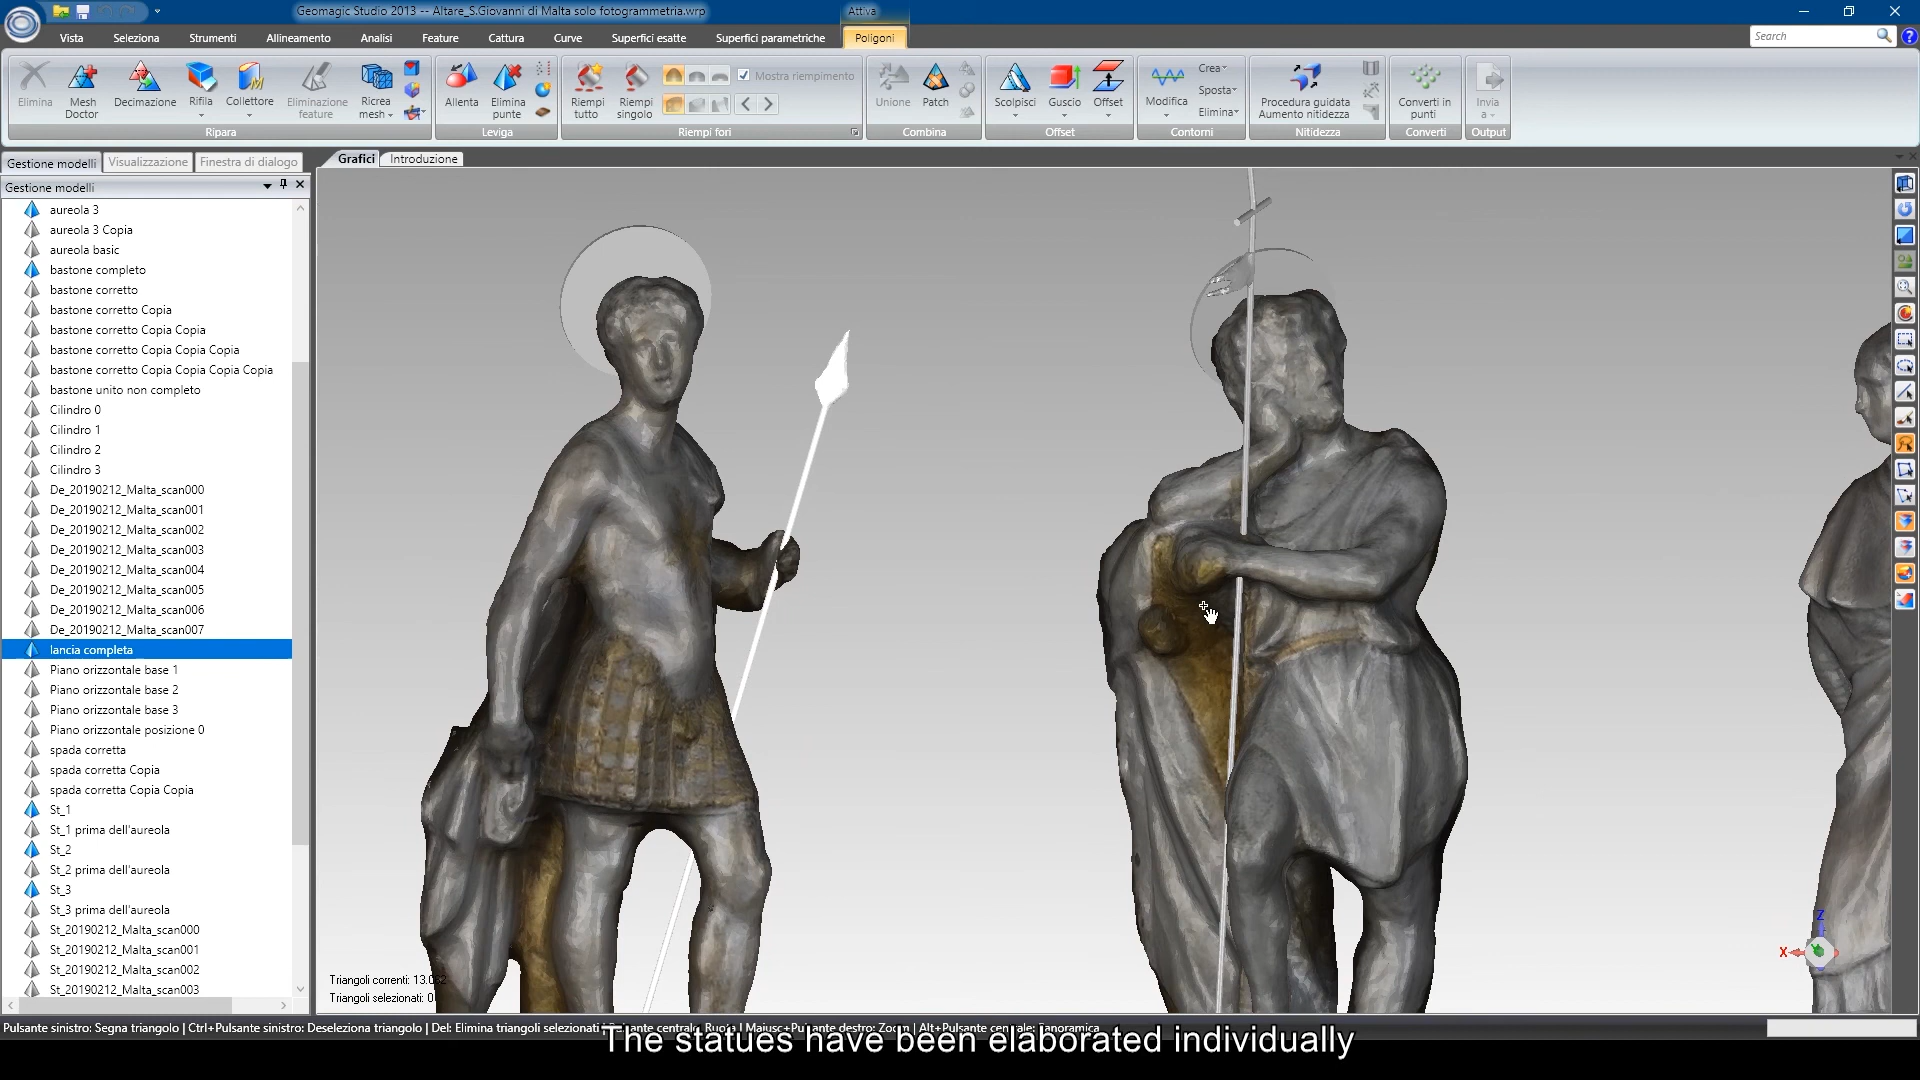 Geomagic Studio 2013 -- Altare_S.Giovanni di Malta solo fotogrammetria.wrp
Attiva
Vista Seleziona Strumenti Allineamento Analisi Feature Cattura Curve Superfici esatte Superfici parametriche Poligoni
Search
Elimina
Mesh Doctor
Decimazione
Rifila
Collettore
Eliminazione feature
Ricrea mesh
Ripara
Allenta
Elimina punte
Leviga
Riempi tutto
Riempi singolo
Mostra riempimento
Riempi fori
Unione
Patch
Combina
Scolpisci
Guscio
Offset
Offset
Modifica
Crea
Sposta
Elimina
Contorni
Procedura guidata Aumento nitidezza
Nitidezza
Converti in punti
Converti
Invia a
Output
Gestione modelli Visualizzazione Finestra di dialogo
Grafici Introduzione
Gestione modelli
aureola 3
aureola 3 Copia
aureola basic
bastone completo
bastone corretto
bastone corretto Copia
bastone corretto Copia Copia
bastone corretto Copia Copia Copia
bastone corretto Copia Copia Copia Copia
bastone unito non completo
Cilindro 0
Cilindro 1
Cilindro 2
Cilindro 3
De_20190212_Malta_scan000
De_20190212_Malta_scan001
De_20190212_Malta_scan002
De_20190212_Malta_scan003
De_20190212_Malta_scan004
De_20190212_Malta_scan005
De_20190212_Malta_scan006
De_20190212_Malta_scan007
lancia completa
Piano orizzontale base 1
Piano orizzontale base 2
Piano orizzontale base 3
Piano orizzontale posizione 0
spada corretta
spada corretta Copia
spada corretta Copia Copia
St_1
St_1 prima dell'aureola
St_2
St_2 prima dell'aureola
St_3
St_3 prima dell'aureola
St_20190212_Malta_scan000
St_20190212_Malta_scan001
St_20190212_Malta_scan002
St_20190212_Malta_scan003
Z
X
Triangoli correnti:
Triangoli selezionati: 0
Pulsante sinistro: Segna triangolo | Ctrl+Pulsante sinistro: Deseleziona triangolo | Del: Elimina triangoli selezionati
The statues have been elaborated individually